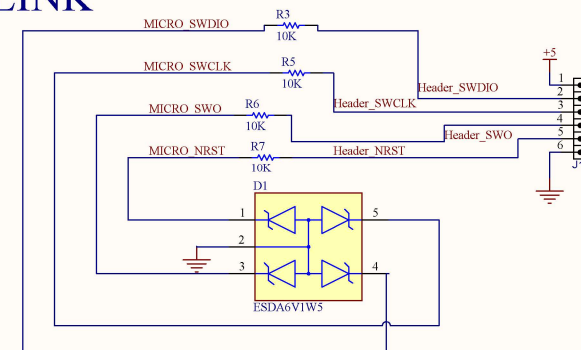 LINK
R3
MICRO_SWDIO
10K
R5
MICRO_SWCLK
10K
Header_SWDIO
R6
Header_SWCLK
MICRO_SWO
10K
Header_SWO
R7
MICRO_NRST
Header_NRST
10K
+5
1
2
3
4
5
6
D1
1
5
2
3
4
ESDA6V1W5